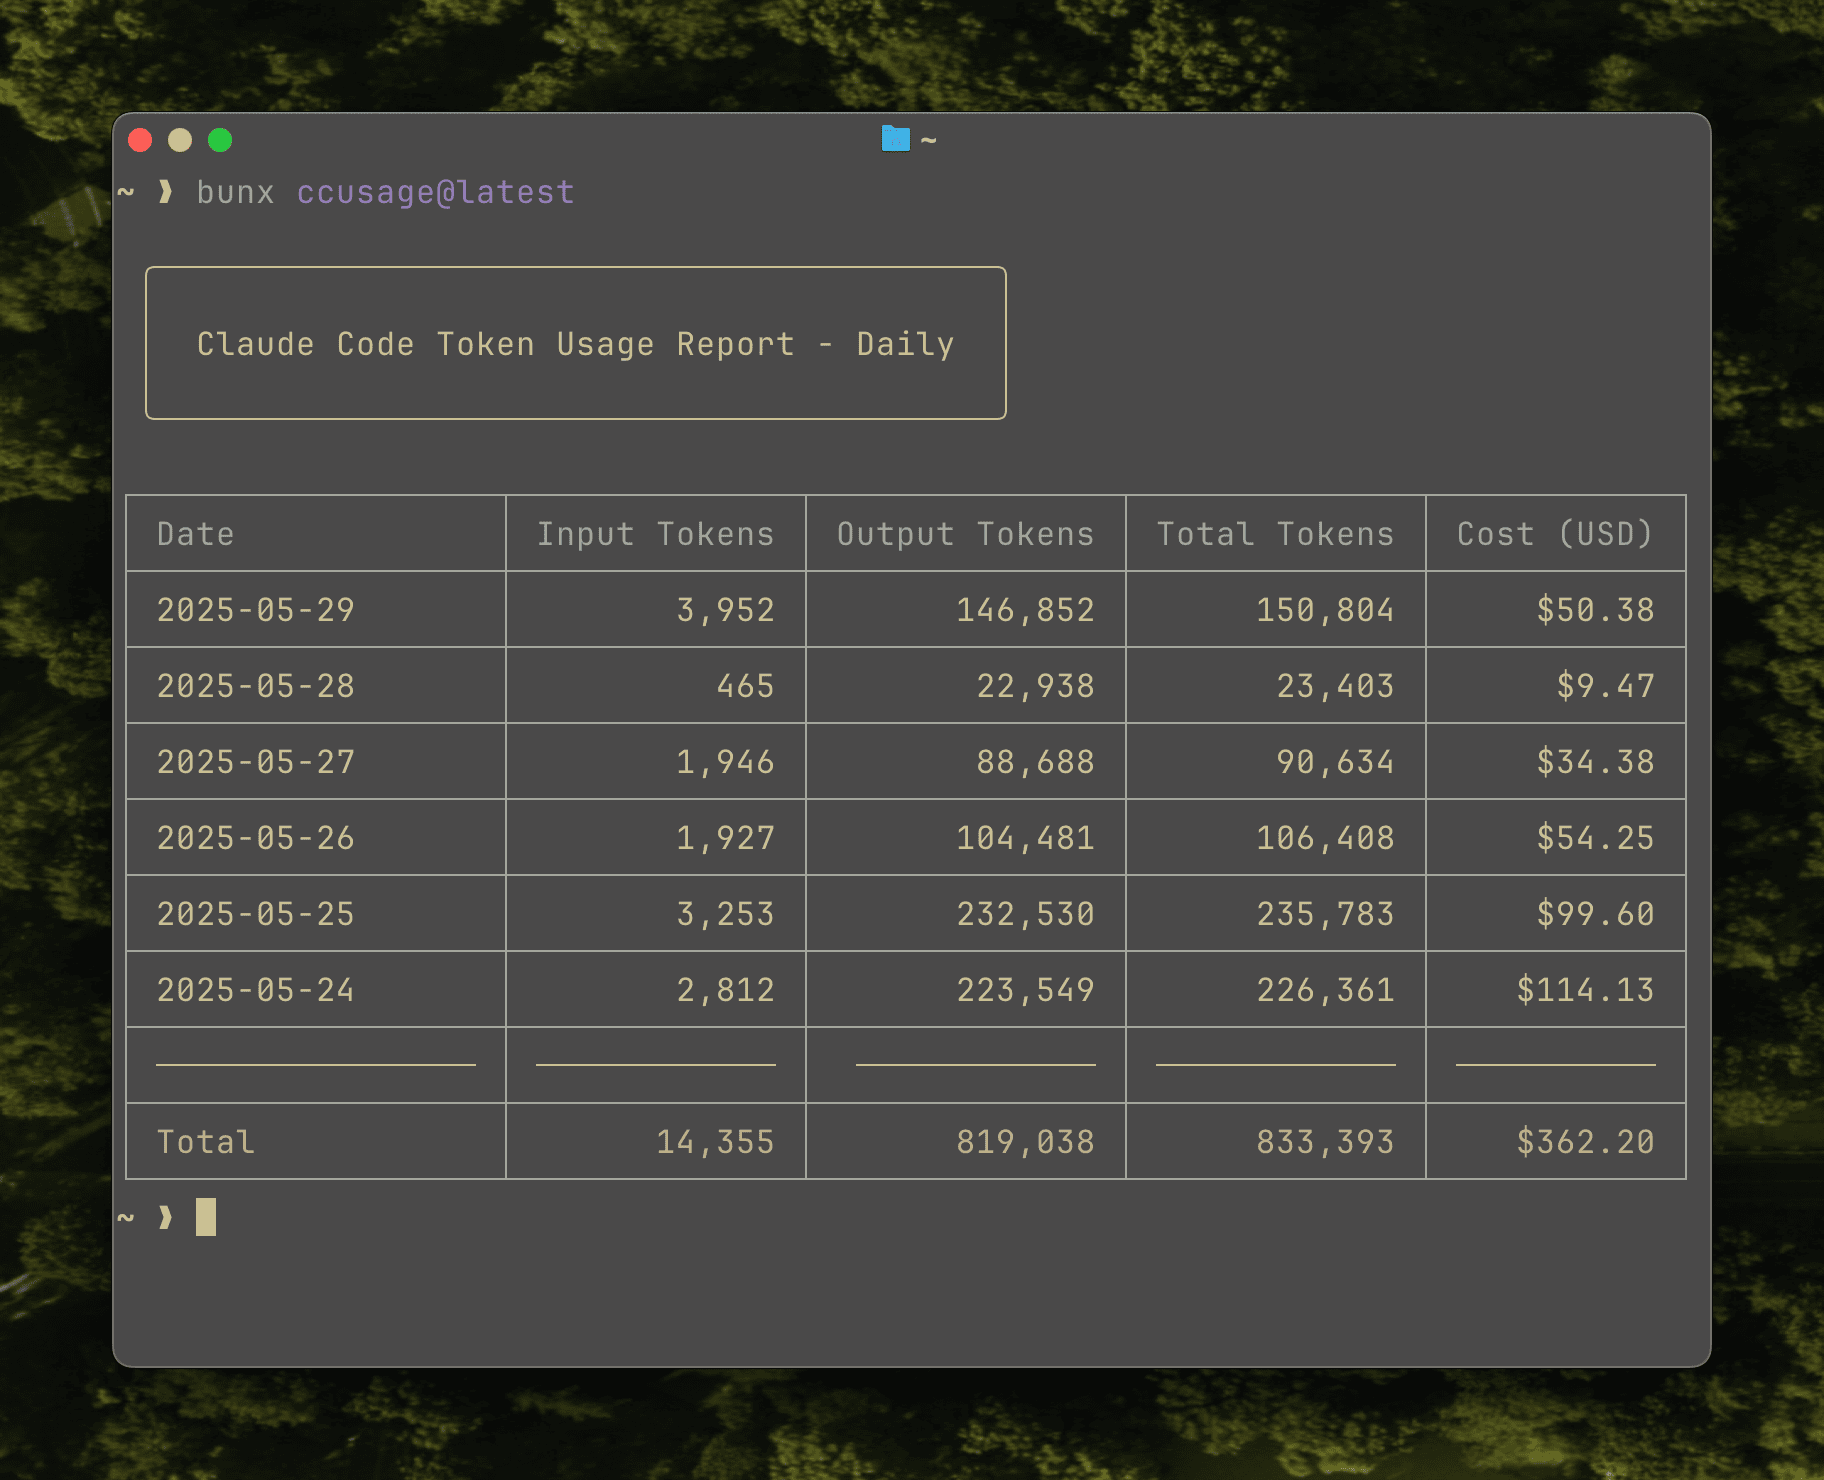 ~
~ ❯ bunx ccusage@latest
Claude Code Token Usage Report - Daily
Date Input Tokens Output Tokens Total Tokens Cost (USD)
2025-05-29 3,952 146,852 150,804 $50.38
2025-05-28 465 22,938 23,403 $9.47
2025-05-27 1,946 88,688 90,634 $34.38
2025-05-26 1,927 104,481 106,408 $54.25
2025-05-25 3,253 232,530 235,783 $99.60
2025-05-24 2,812 223,549 226,361 $114.13
Total 14,355 819,038 833,393 $362.20
~ ❯